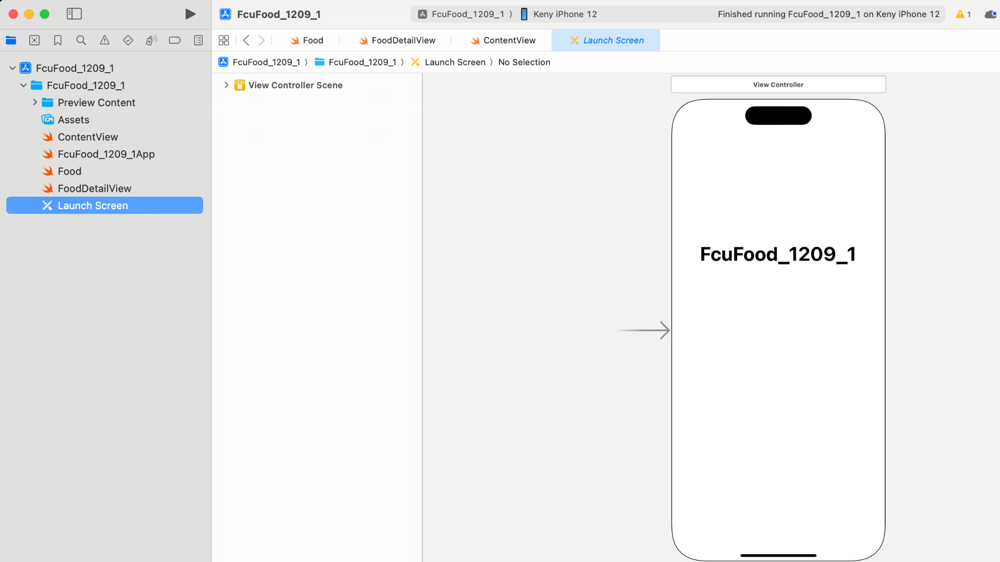 FcuFood_1209_1
FcuFood_1209_1 〉 Keny iPhone 12
Finished running FcuFood_1209_1 on Keny iPhone 12
1
Food
FoodDetailView
ContentView
Launch Screen
FcuFood_1209_1 〉 FcuFood_1209_1 〉 Launch Screen 〉 No Selection
FcuFood_1209_1
FcuFood_1209_1
Preview Content
Assets
ContentView
FcuFood_1209_1App
Food
FoodDetailView
Launch Screen
View Controller Scene
View Controller
FcuFood_1209_1